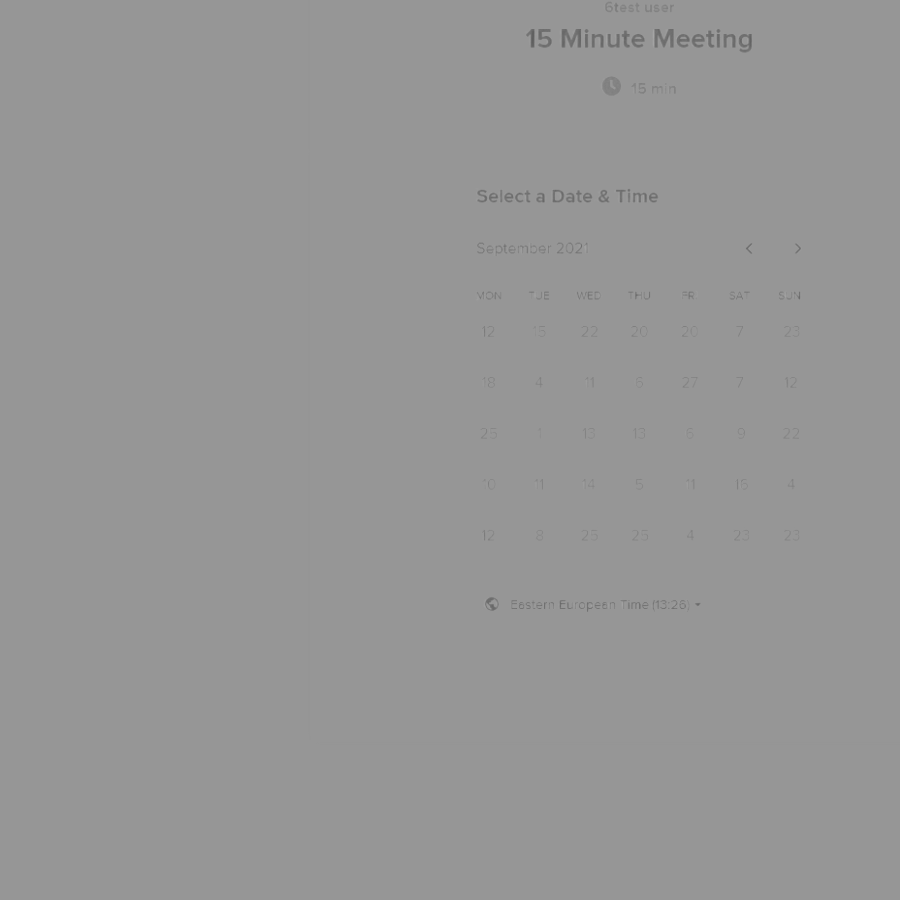 6test user
15 Minute Meeting
15 min
Select a Date & Time
September 2021
MON TUE WED THU FRI SAT SUN
12 15 22 20 20 7 23
18 4 11 6 27 7 12
25 1 13 13 6 9 22
10 11 14 5 11 15 4
12 8 25 25 4 23 23
Eastern European Time (13:26)